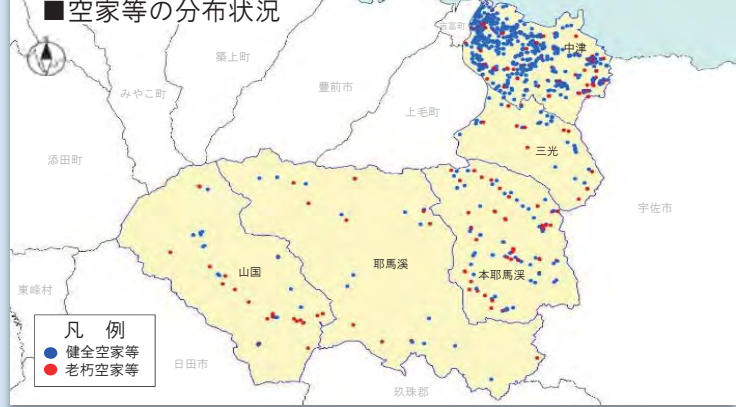 ■空家等の分布状況
吉富町
中津
築上町
豊前市
みやこ町
上毛町
添田町
三光
宇佐市
山国
耶馬溪
本耶馬渓
東峰村
凡 例
健全空家等
老朽空家等
日田市
玖珠郡